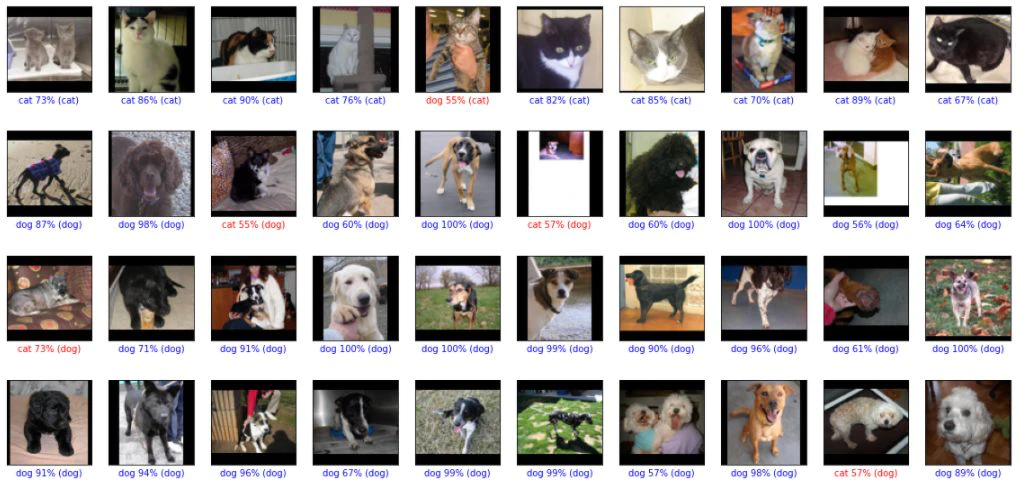 cat 73% (cat) cat 86% (cat) cat 90% (cat) cat 76% (cat) dog 55% (cat) cat 82% (cat) cat 85% (cat) cat 70% (cat) cat 89% (cat) cat 67% (cat)
dog 87% (dog) dog 98% (dog) cat 55% (dog) dog 60% (dog) dog 100% (dog) cat 57% (dog) dog 60% (dog) dog 100% (dog) dog 56% (dog) dog 64% (dog)
cat 73% (dog) dog 71% (dog) dog 91% (dog) dog 100% (dog) dog 100% (dog) dog 99% (dog) dog 90% (dog) dog 96% (dog) dog 61% (dog) dog 100% (dog)
dog 91% (dog) dog 94% (dog) dog 96% (dog) dog 67% (dog) dog 99% (dog) dog 99% (dog) dog 57% (dog) dog 98% (dog) cat 57% (dog) dog 89% (dog)